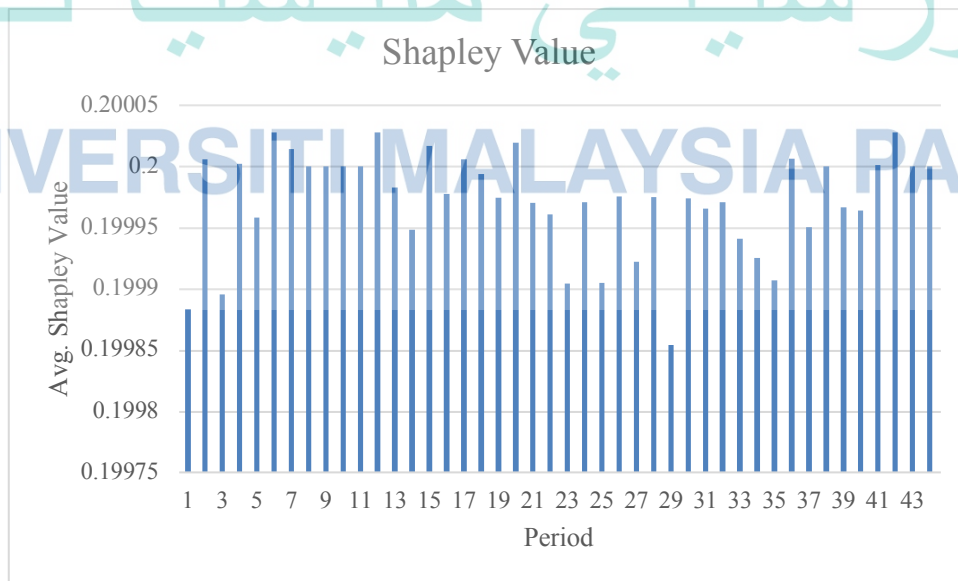 Shapley Value
VERSITI MALAYSIA PA
Avg. Shapley Value
0.20005
0.2
0.19995
0.1999
0.19985
0.1998
0.19975
1 3 5 7 9 11 13 15 17 19 21 23 25 27 29 31 33 35 37 39 41 43
Period